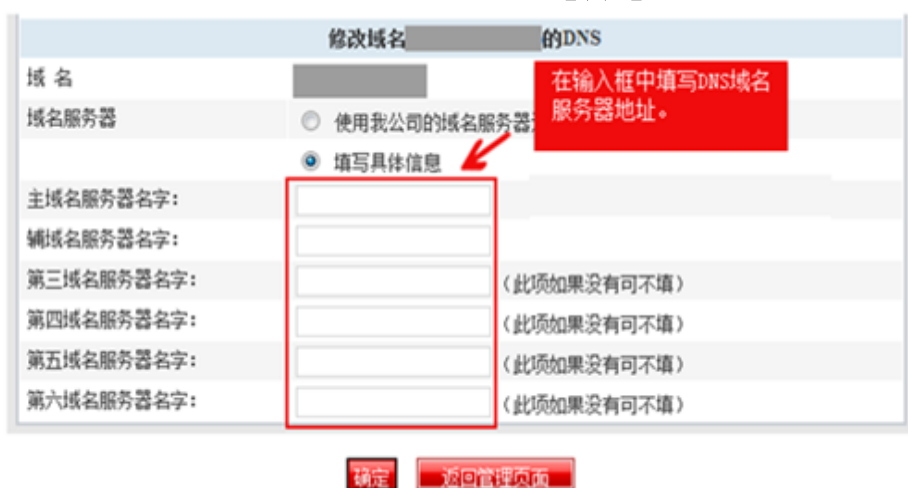 修改域名 的DNS
域 名
在输入框中填写DNS域名
服务器地址。
域名服务器
使用我公司的域名服务器
填写具体信息
主域名服务器名字：
辅域名服务器名字：
第三域名服务器名字：
（此项如果没有可不填）
第四域名服务器名字：
（此项如果没有可不填）
第五域名服务器名字：
（此项如果没有可不填）
第六域名服务器名字：
（此项如果没有可不填）
确定
返回管理页面